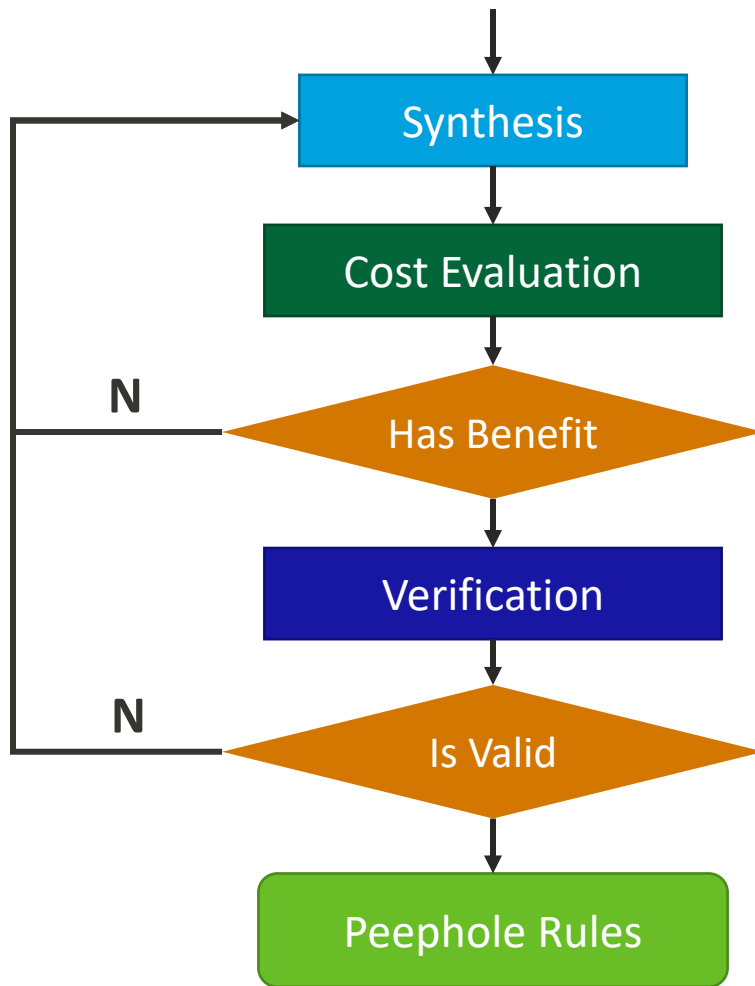 Synthesis
Cost Evaluation
N
Has Benefit
Verification
N
Is Valid
Peephole Rules